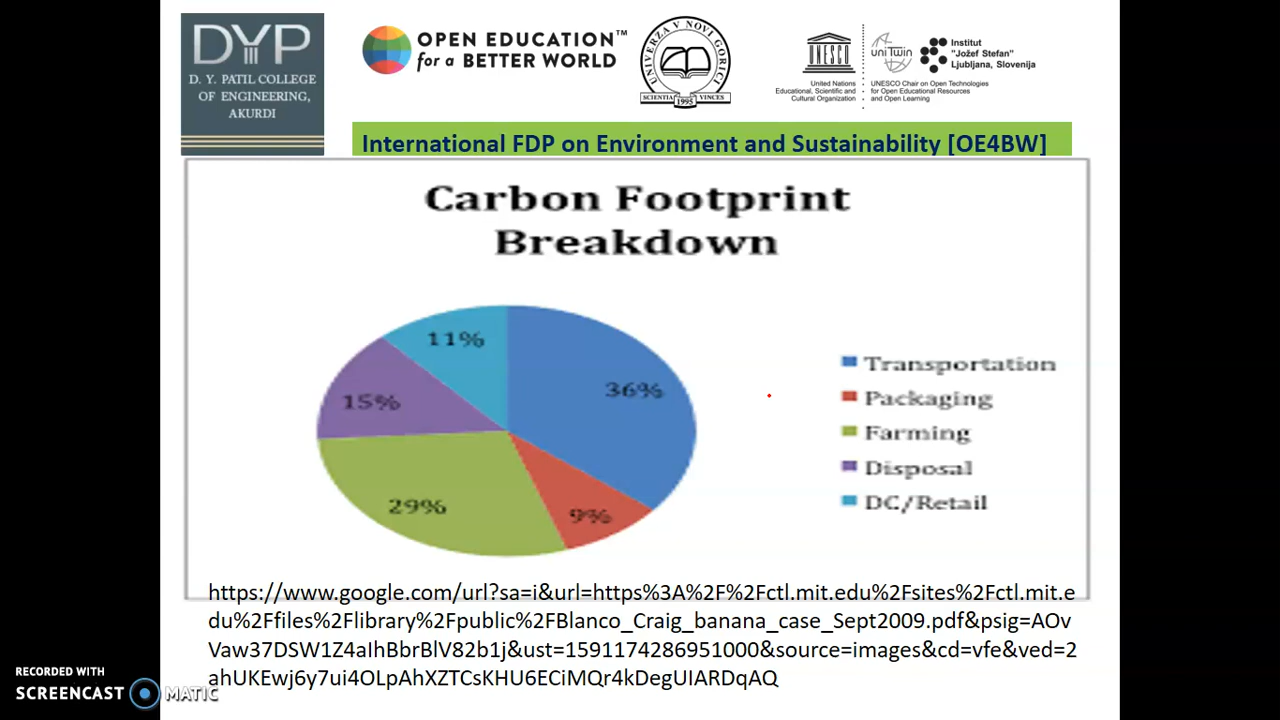 DYP
D. Y. PATIL COLLEGE
OF ENGINEERING,
AKURDI
OPEN EDUCATION™
for a BETTER WORLD
UNIVERZA V NOVI GORICI
SCIENTIA VINCES
1995
UNESCO
United Nations
Educational, Scientific and
Cultural Organization
uniTwin
Institut
"Jožef Stefan"
Ljubljana, Slovenija
UNESCO Chair on Open Technologies
for Open Educational Resources
and Open Learning
International FDP on Environment and Sustainability [OE4BW]
Carbon Footprint
Breakdown
11%
36%
15%
29%
9%
Transportation
Packaging
Farming
Disposal
DC/Retail
https://www.google.com/url?sa=i&url=https%3A%2F%2Fctl.mit.edu%2Fsites%2Fctl.mit.e
du%2Ffiles%2Flibrary%2Fpublic%2FBlanco_Craig_banana_case_Sept2009.pdf&psig=AOv
Vaw37DSW1Z4aIhBbrBlV82b1j&ust=1591174286951000&source=images&cd=vfe&ved=2
ahUKEwj6y7ui4OLpAhXZTCsKHU6ECiMQr4kDegUIARDqAQ
RECORDED WITH
SCREENCAST MATIC